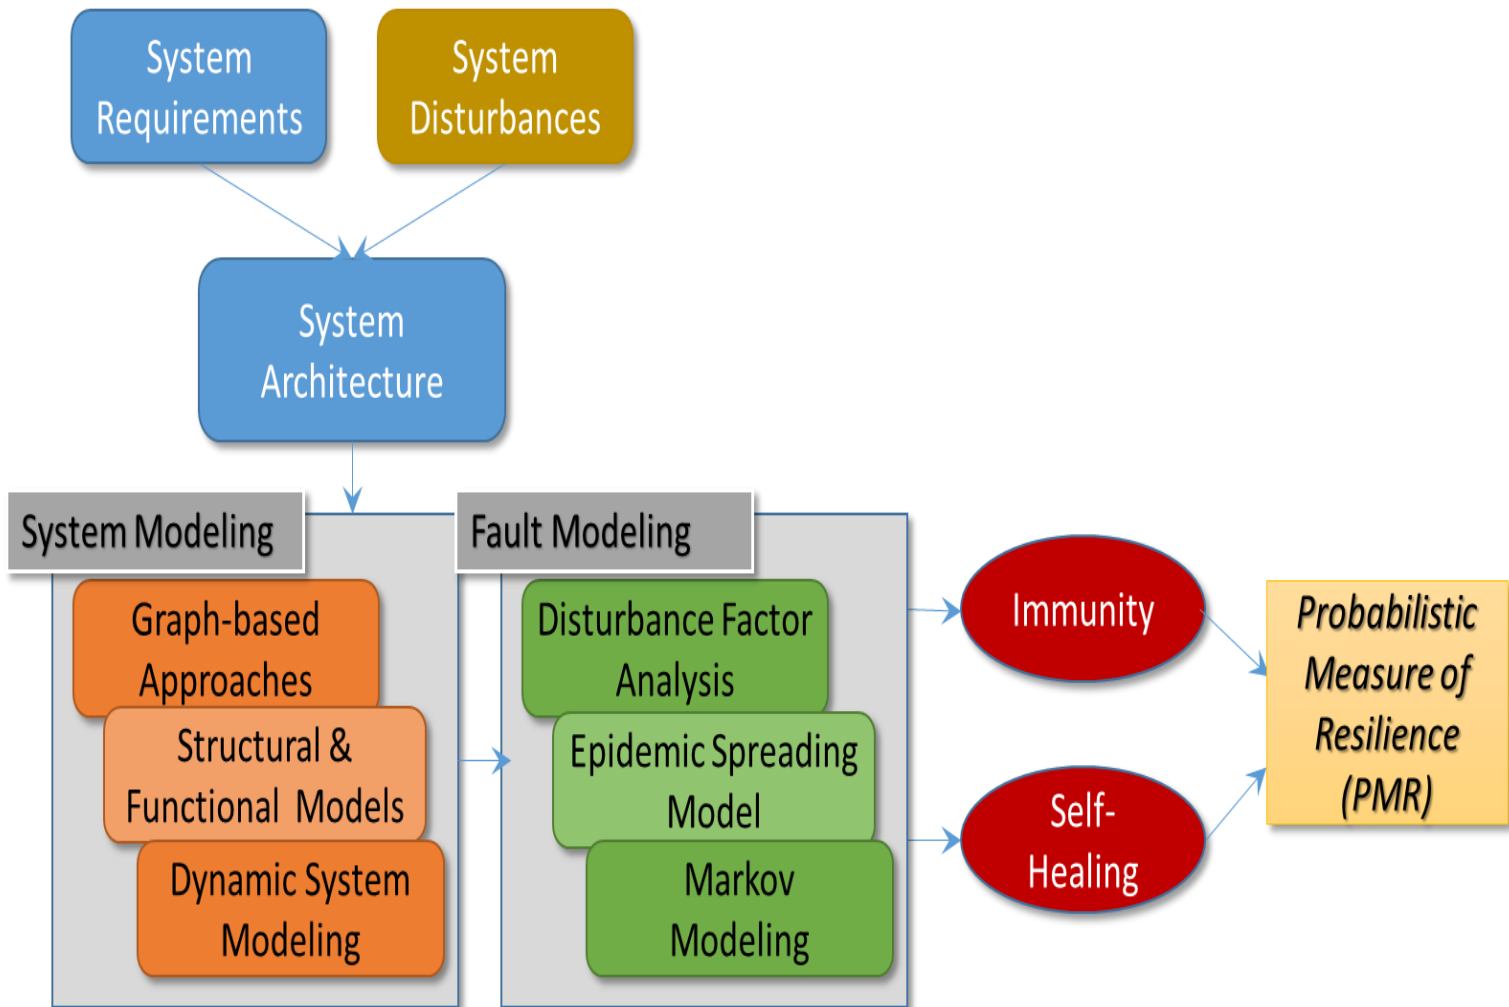 System
Requirements
System
Disturbances
System
Architecture
System Modeling
Graph-based
Approaches
Structural &
Functional Models
Dynamic System
Modeling
Fault Modeling
Disturbance Factor
Analysis
Epidemic Spreading
Model
Markov
Modeling
Immunity
Self-
Healing
Probabilistic
Measure of
Resilience
(PMR)